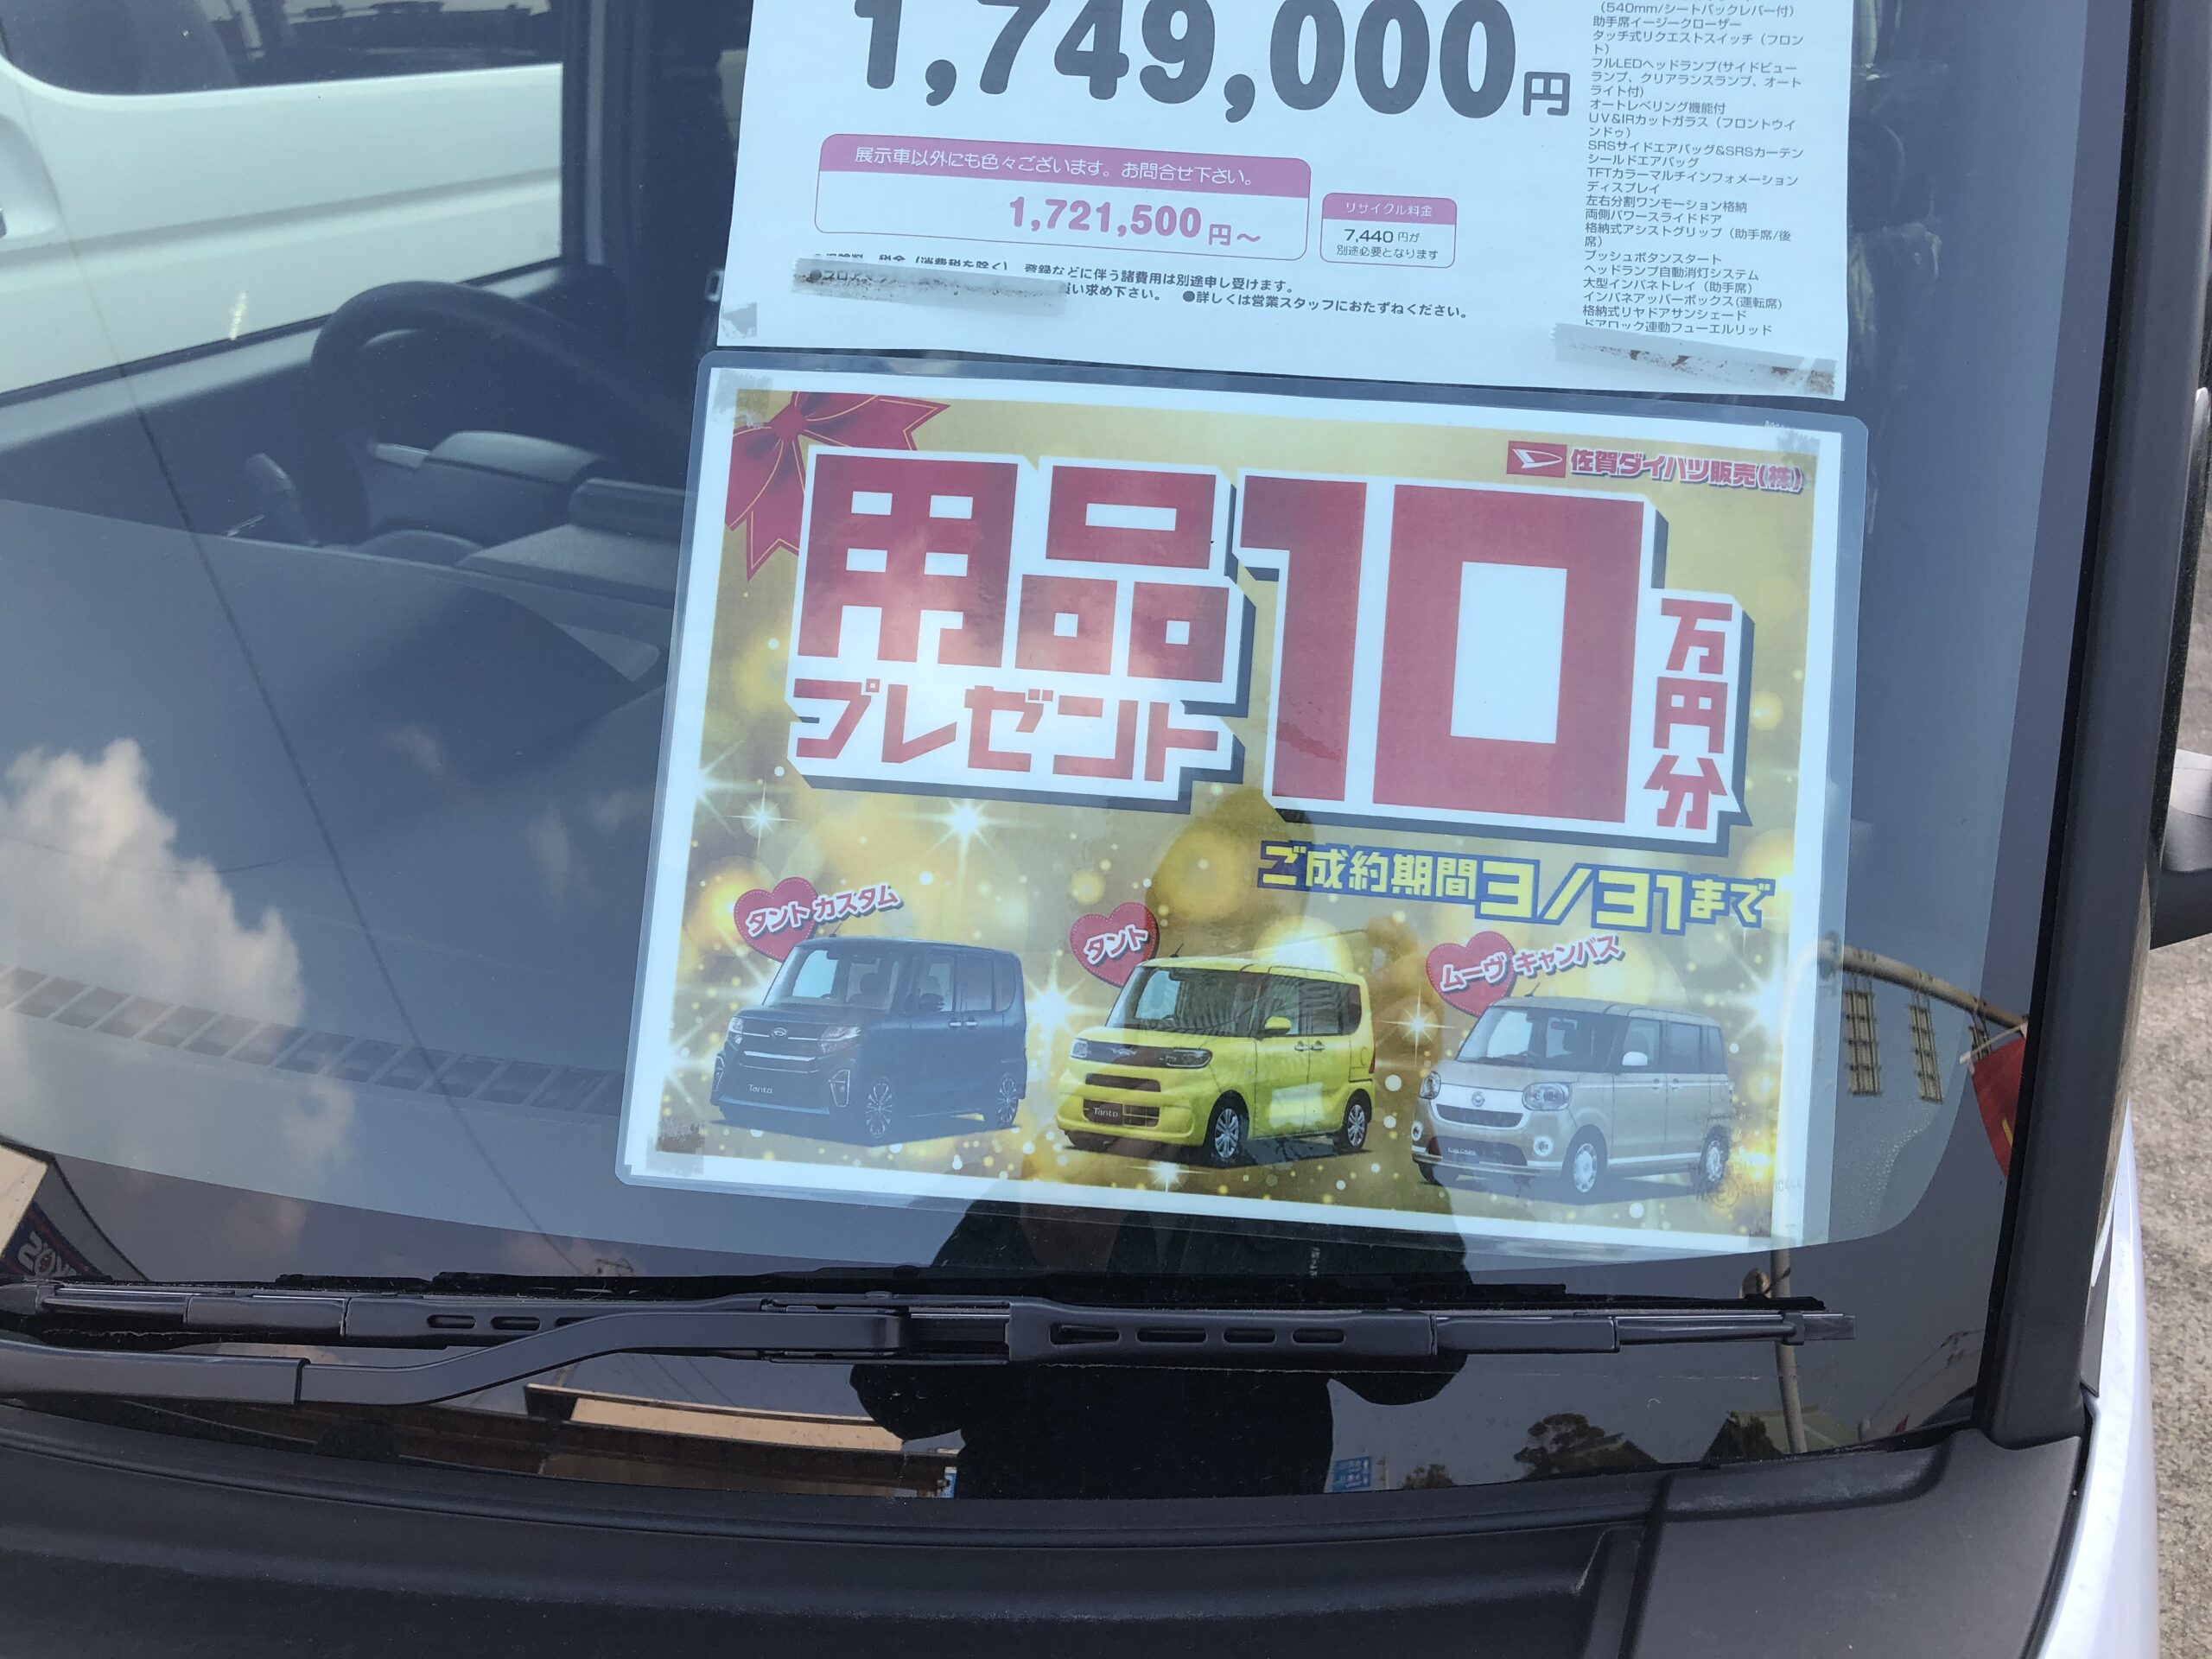 1,749,000円
展示車以外にも色々ございます。お問合せ下さい。
1,721,500円～
リサイクル料金
7,440円が
別途必要となります
税金（消費税を除く）、登録などに伴う諸費用は別途申し受けます。
い求め下さい。 ●詳しくは営業スタッフにおたずねください。
（540mm/シートバックレバー付）
助手席イージークローザー
タッチ式リクエストスイッチ（フロン
ト）
フルLEDヘッドランプ(サイドビュー
ランプ、クリアランスランプ、オート
ライト付)
オートレベリング機能付
UV&IRカットガラス（フロントウイ
ンドゥ）
SRSサイドエアバッグ&SRSカーテン
シールドエアバッグ
TFTカラーマルチインフォメーション
ディスプレイ
左右分割ワンモーション格納
両側パワースライドドア
格納式アシストグリップ（助手席/後
席）
プッシュボタンスタート
ヘッドランプ自動消灯システム
大型インパネトレイ（助手席）
インパネアッパーボックス(運転席)
格納式リヤドアサンシェード
ドアロック連動フューエルリッド
佐賀ダイハツ販売(株)
用品
プレゼント
10万円分
ご成約期間3/31まで
タント カスタム
タント
ムーヴ キャンバス
Tanto
Tanto